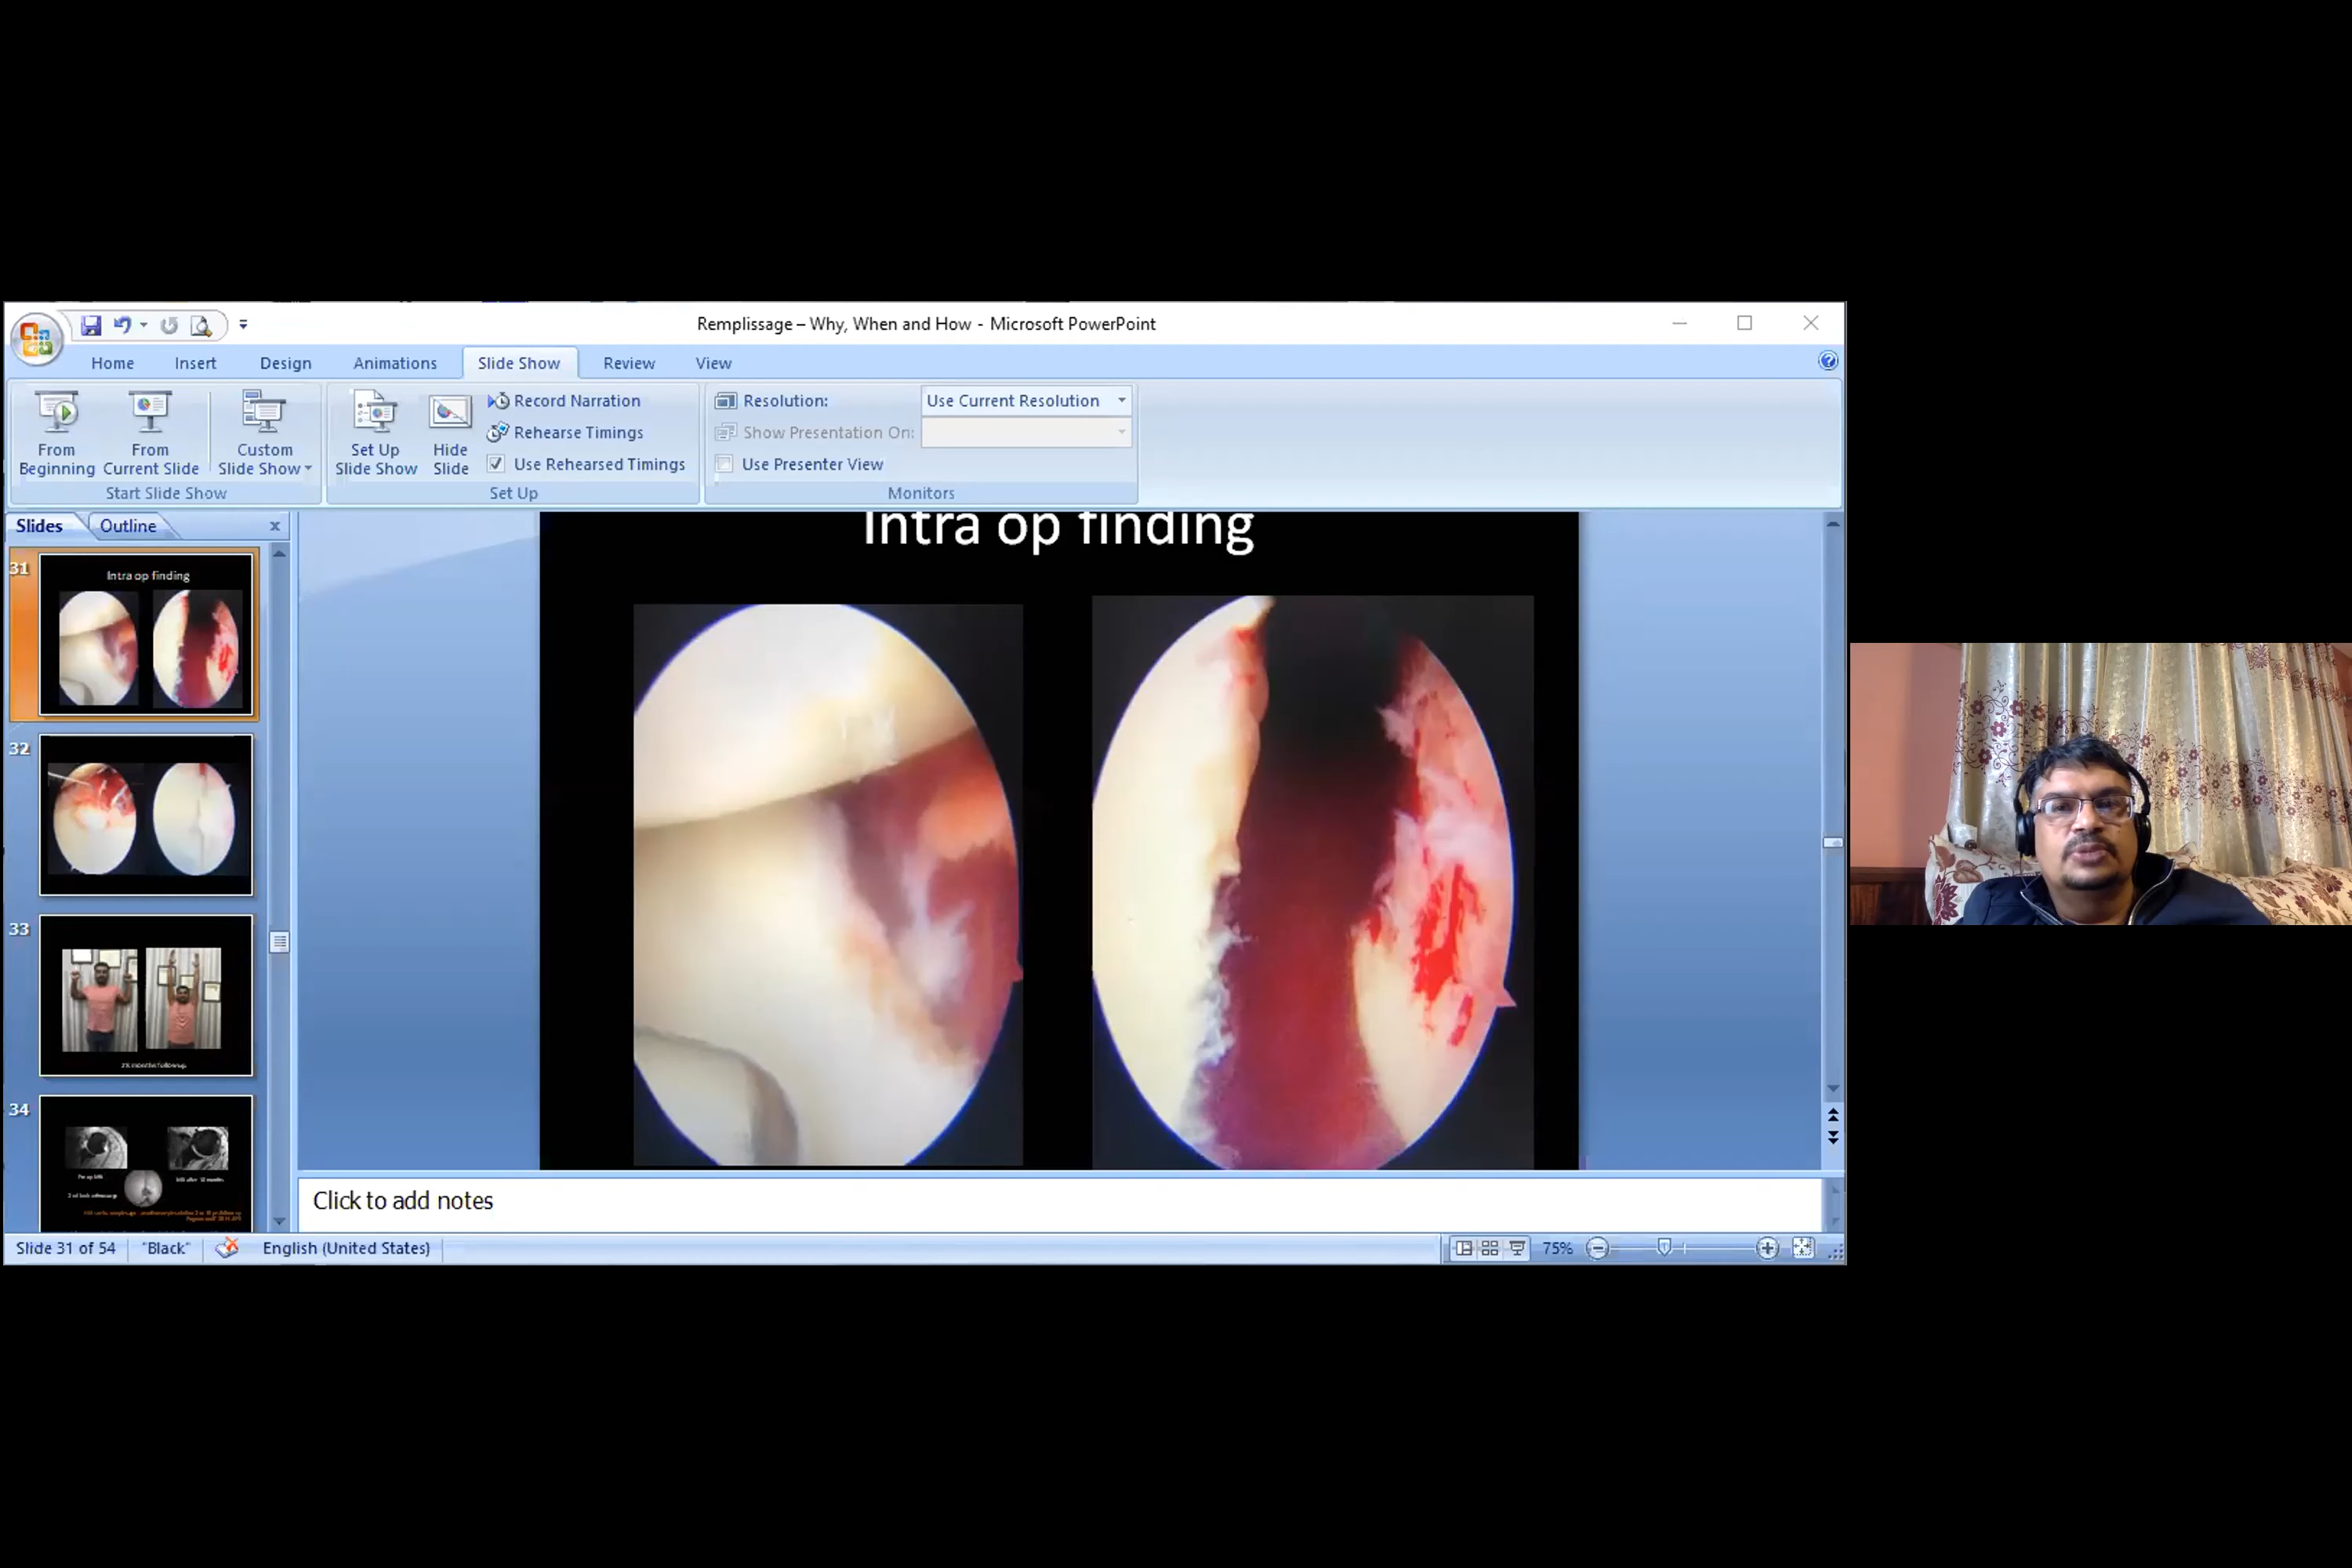 Remplissage – Why, When and How - Microsoft PowerPoint
Home Insert Design Animations Slide Show Review View
From Beginning
From Current Slide
Custom Slide Show
Start Slide Show
Set Up Slide Show
Hide Slide
Record Narration
Rehearse Timings
Use Rehearsed Timings
Set Up
Resolution: Use Current Resolution
Show Presentation On:
Use Presenter View
Monitors
Slides Outline x
31
Intra op finding
32
33
34
Intra op finding
Click to add notes
Slide 31 of 54 "Black" English (United States) 75%